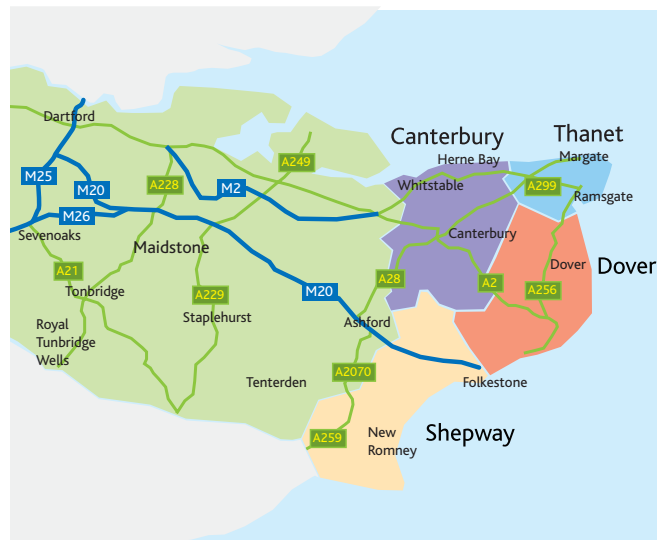 Dartford
Canterbury
Thanet
Herne Bay
Margate
A249
M25
M20
A228
M2
Whitstable
A299
Ramsgate
M26
Sevenoaks
Maidstone
Canterbury
A21
A28
A2
Dover
Dover
Tonbridge
A229
M20
A256
Royal
Tunbridge
Wells
Staplehurst
Ashford
Tenterden
A2070
Folkestone
A259
New
Romney
Shepway